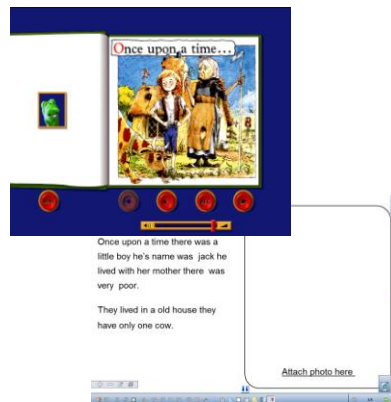 Once upon a time...
Once upon a time there was a
little boy he's name was jack he
lived with her mother there was
very poor.
They lived in a old house they
have only one cow.
Attach photo here